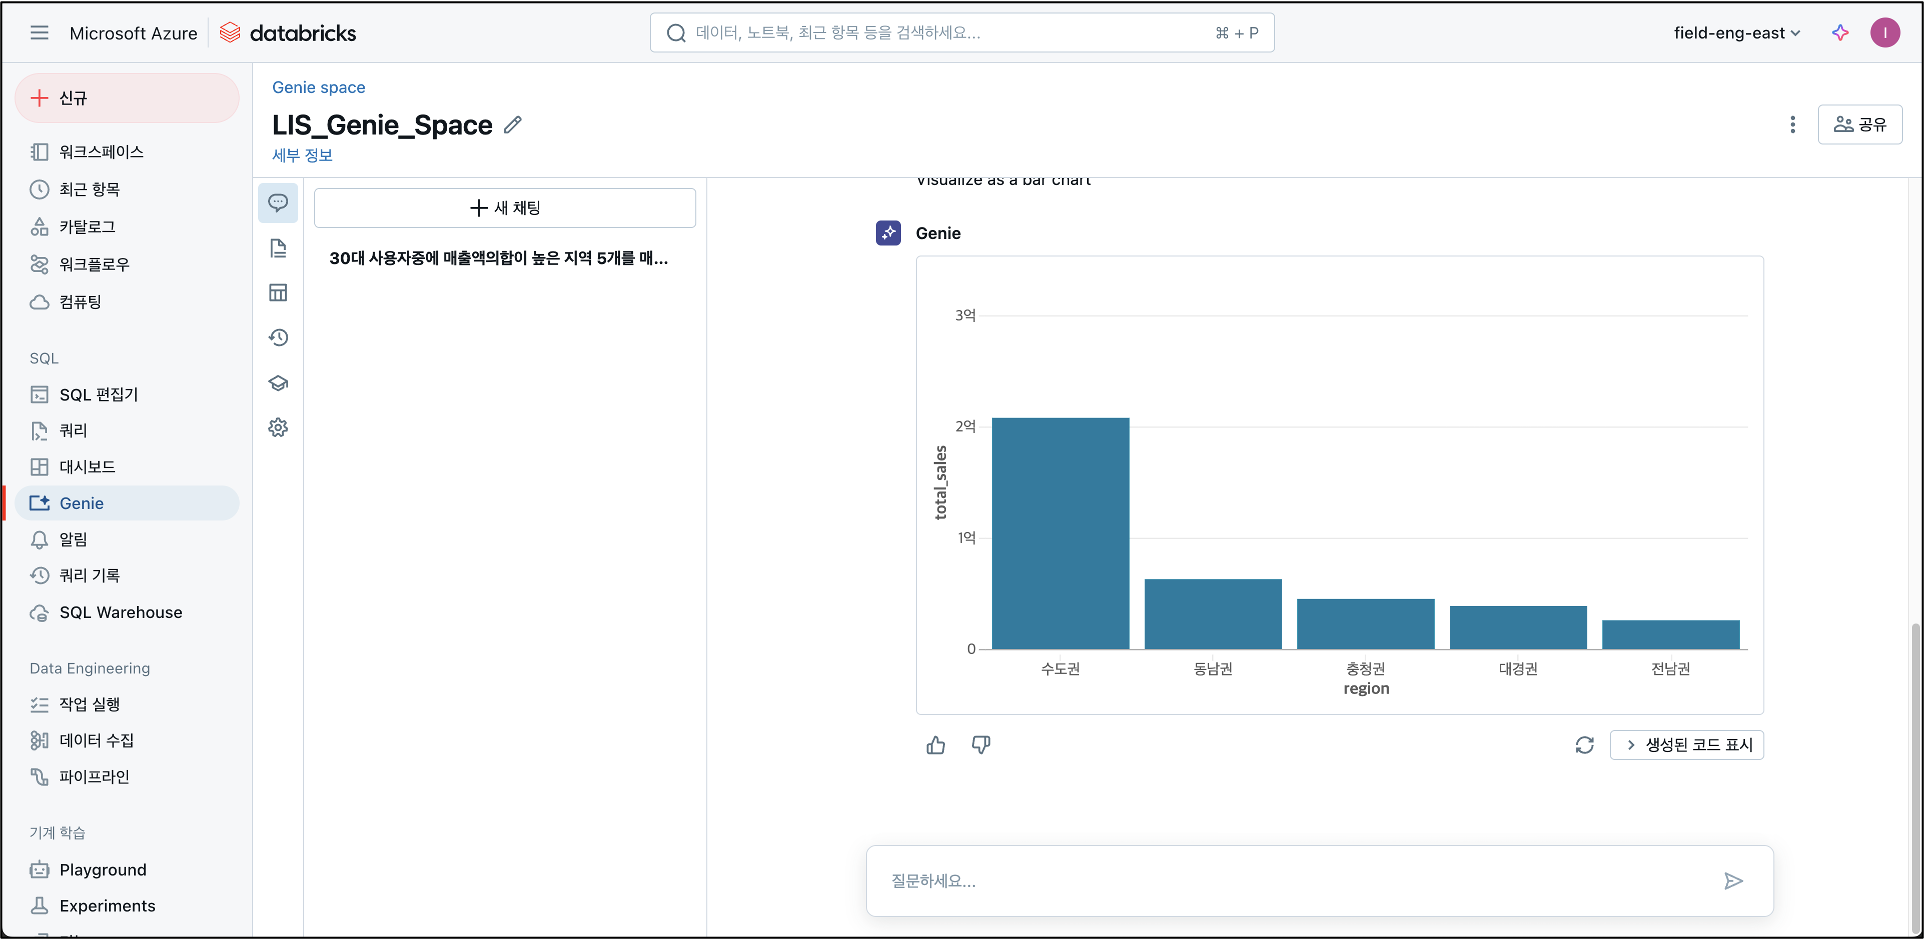 Microsoft Azure
databricks
데이터, 노트북, 최근 항목 등을 검색하세요...
⌘ + P
field-eng-east
I
신규
워크스페이스
최근 항목
카탈로그
워크플로우
컴퓨팅
SQL
SQL 편집기
쿼리
대시보드
Genie
알림
쿼리 기록
SQL Warehouse
Data Engineering
작업 실행
데이터 수집
파이프라인
기계 학습
Playground
Experiments
Genie space
LIS_Genie_Space
세부 정보
공유
새 채팅
30대 사용자중에 매출액의합이 높은 지역 5개를 매...
Visualize as a bar chart
Genie
3억
2억
1억
0
total_sales
수도권
동남권
충청권
대경권
전남권
region
생성된 코드 표시
질문하세요...